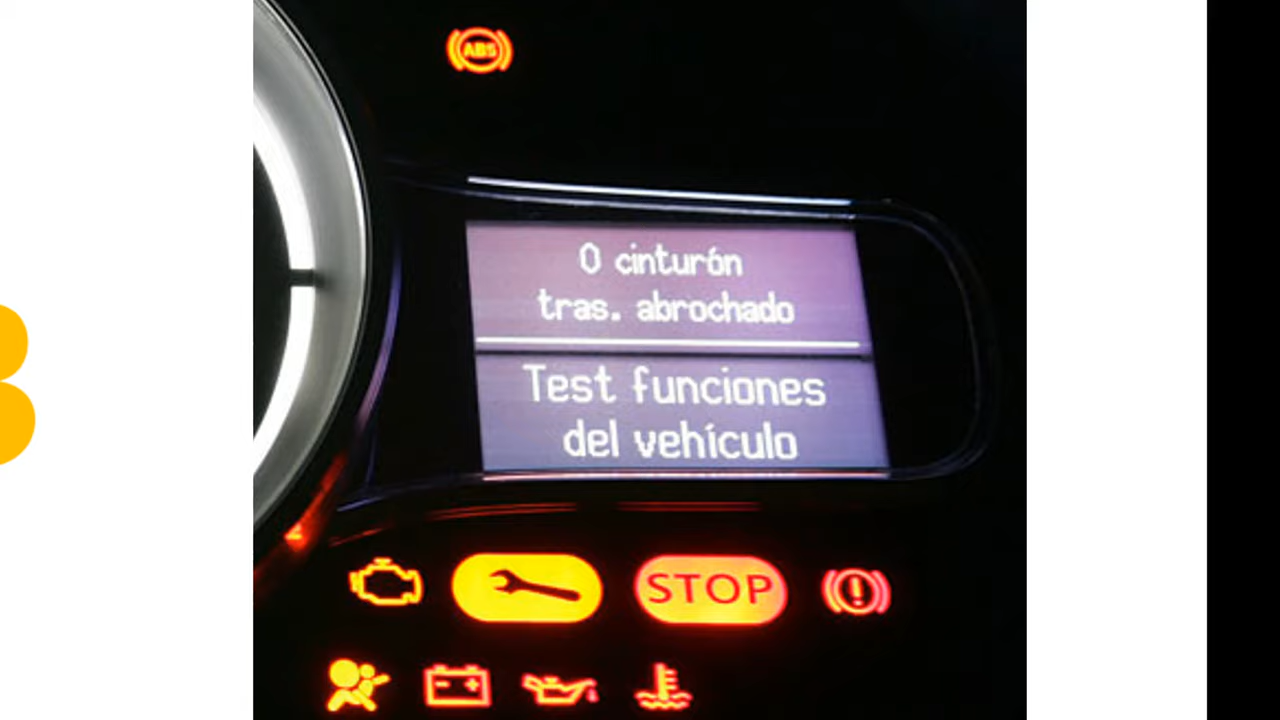 ABS
0 cinturón
tras. abrochado
Test funciones
del vehículo
STOP